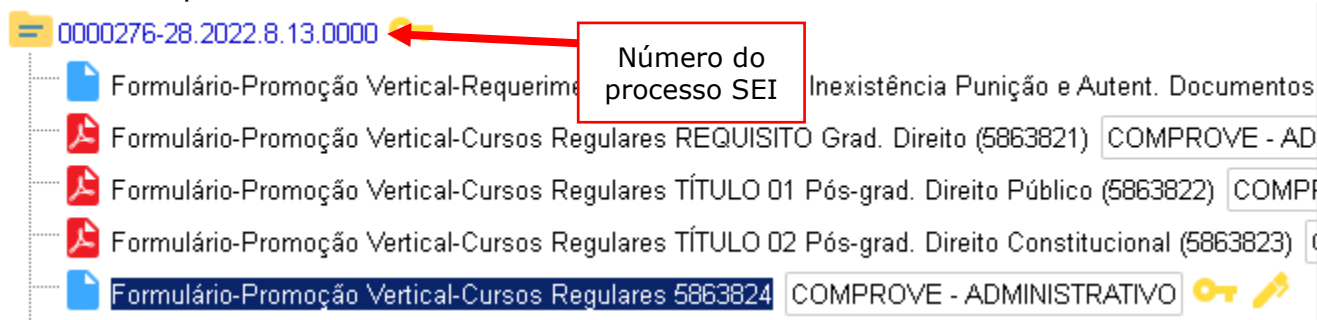 0000276-28.2022.8.13.0000
Número do
processo SEI
Formulário-Promoção Vertical-Requerime Inexistência Punição e Autent. Documentos
Formulário-Promoção Vertical-Cursos Regulares REQUISITO Grad. Direito (5863821) COMPROVE - AD
Formulário-Promoção Vertical-Cursos Regulares TÍTULO 01 Pós-grad. Direito Público (5863822) COMP
Formulário-Promoção Vertical-Cursos Regulares TÍTULO 02 Pós-grad. Direito Constitucional (5863823)
Formulário-Promoção Vertical-Cursos Regulares 5863824 COMPROVE - ADMINISTRATIVO